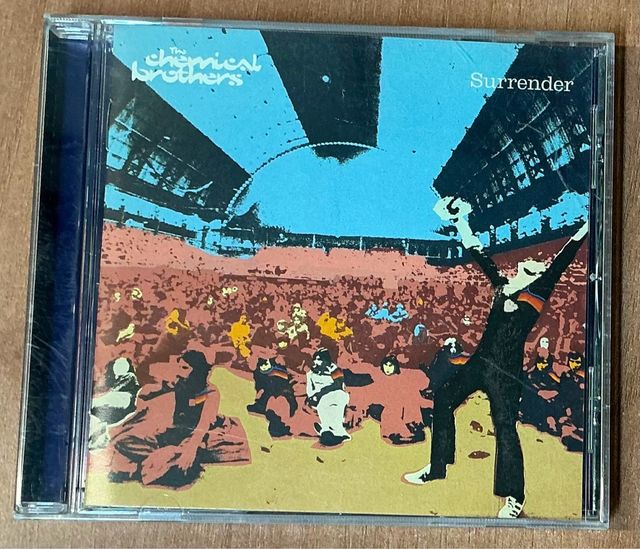 The
chemical
brothers
Surrender